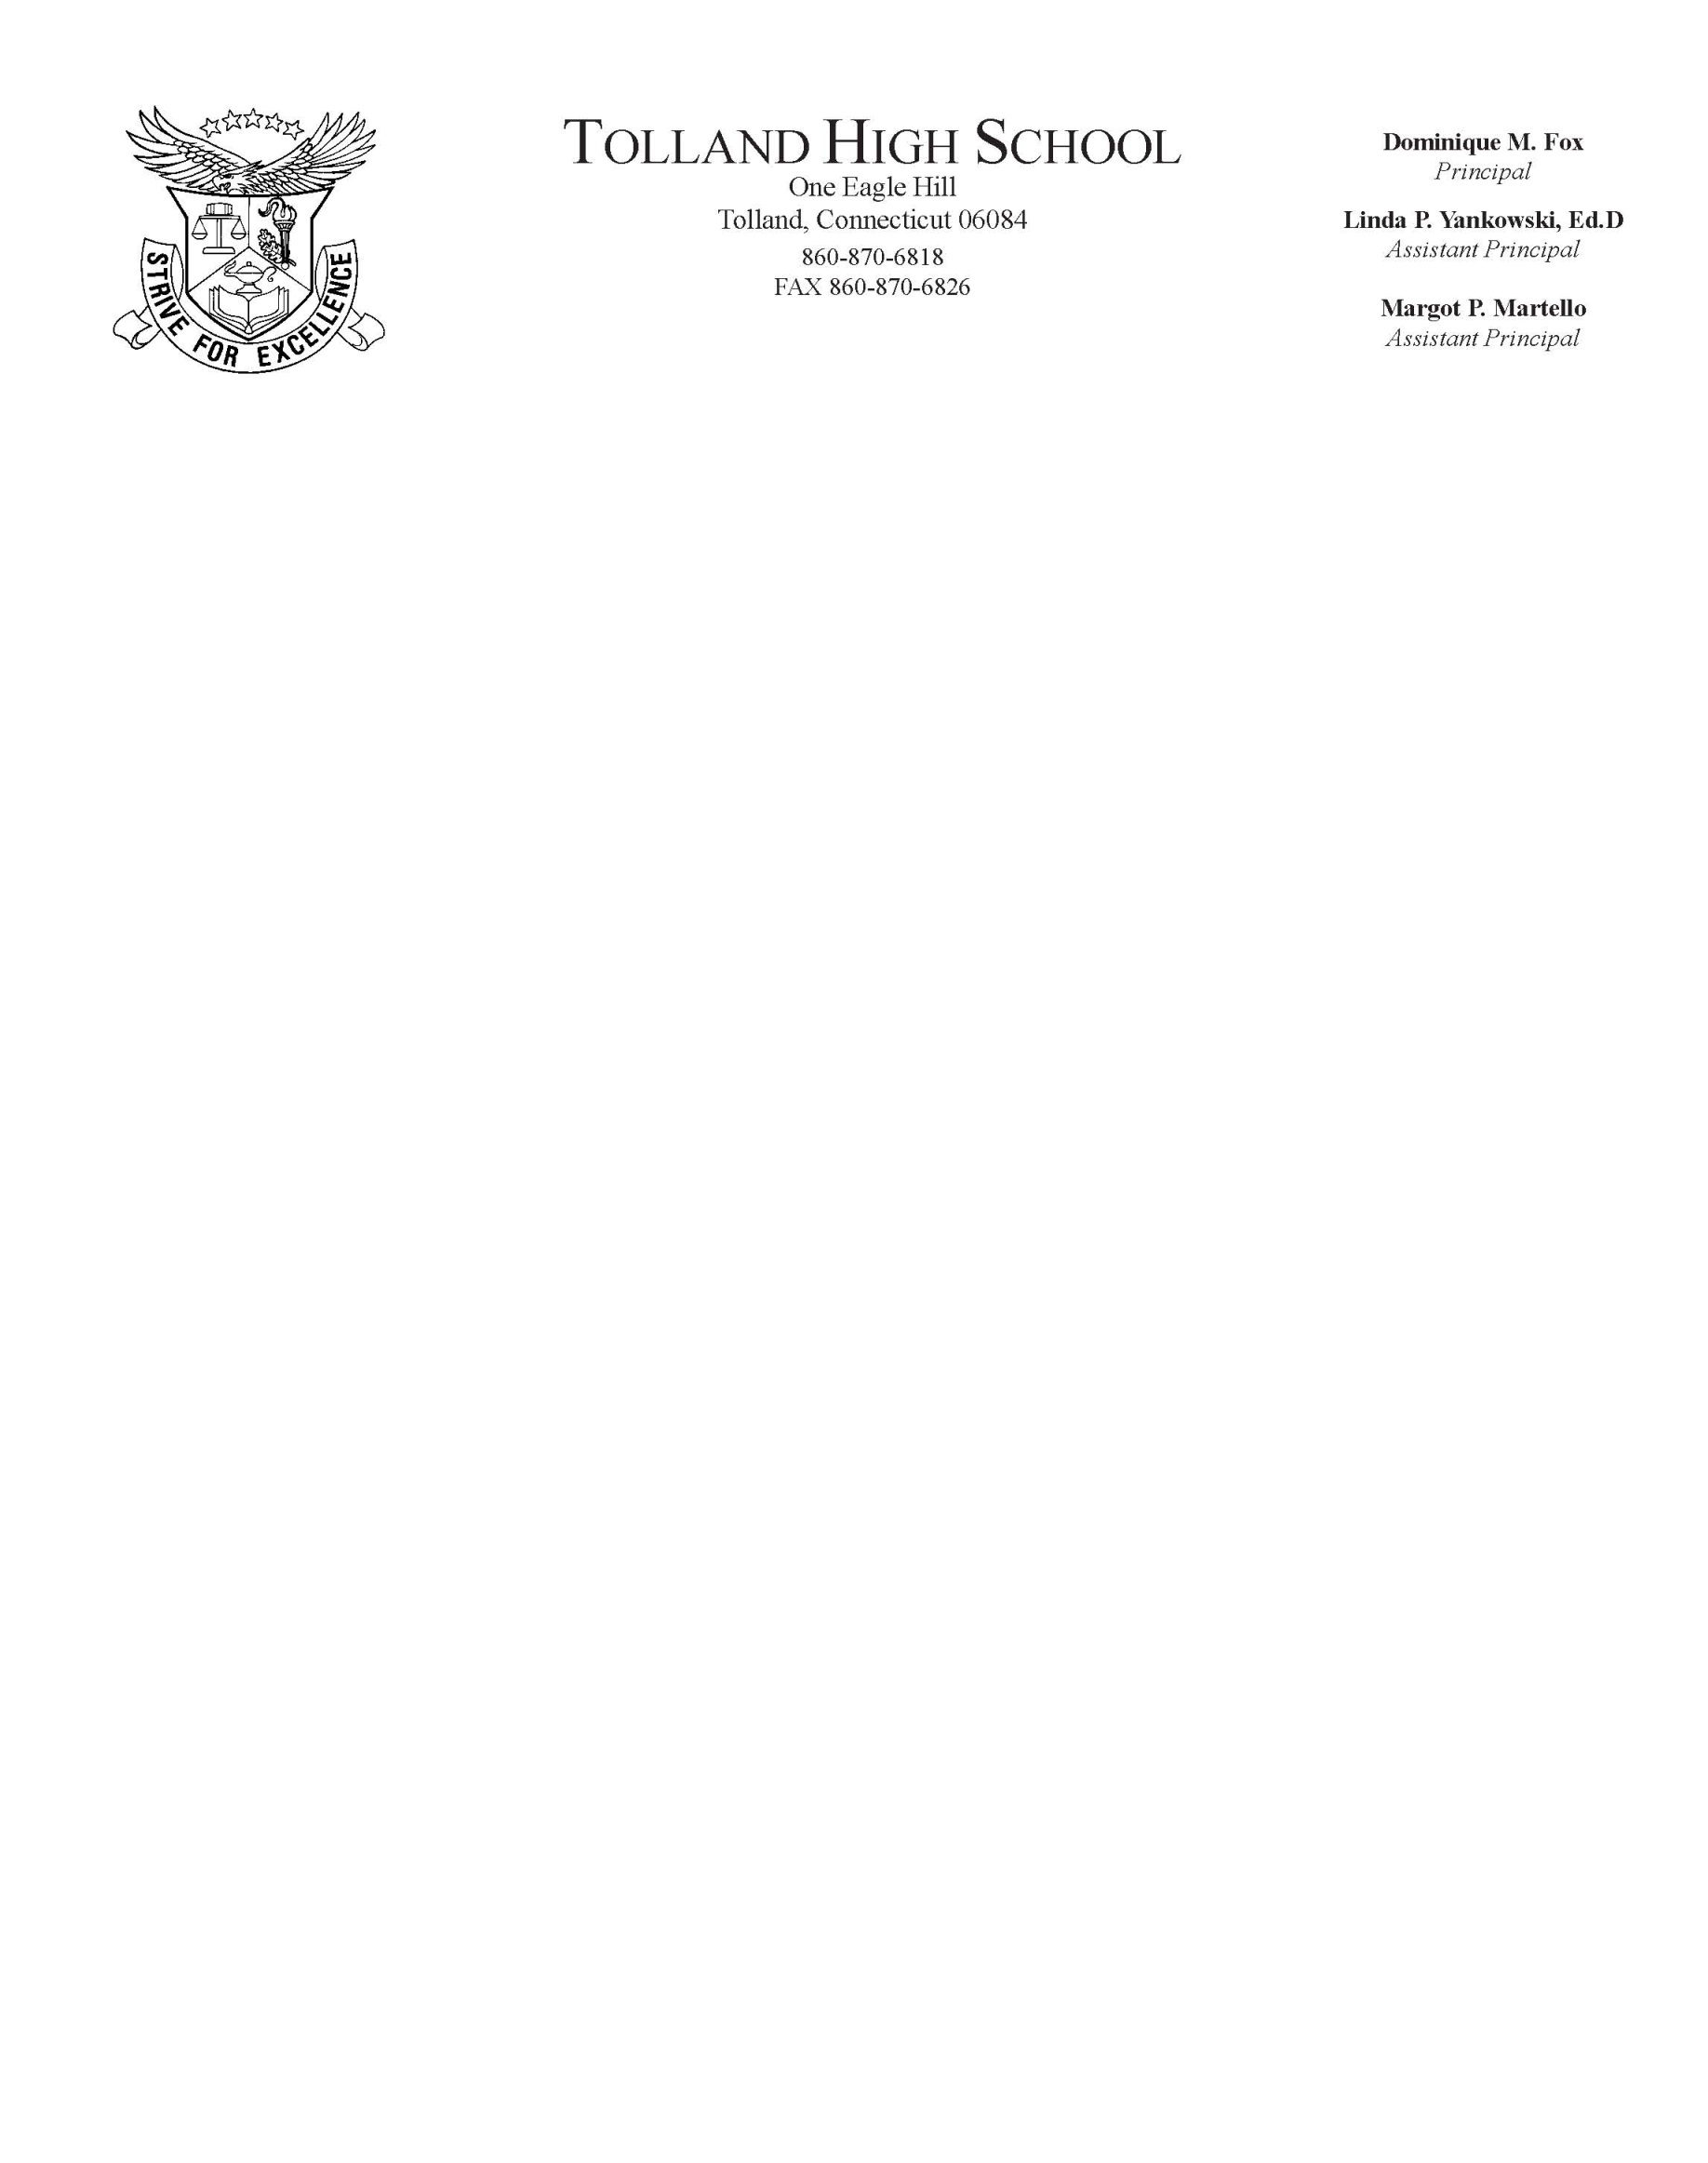 STRIVE FOR EXCELLENCE
TOLLAND HIGH SCHOOL
One Eagle Hill
Tolland, Connecticut 06084
860-870-6818
FAX 860-870-6826
Dominique M. Fox
Principal
Linda P. Yankowski, Ed.D
Assistant Principal
Margot P. Martello
Assistant Principal